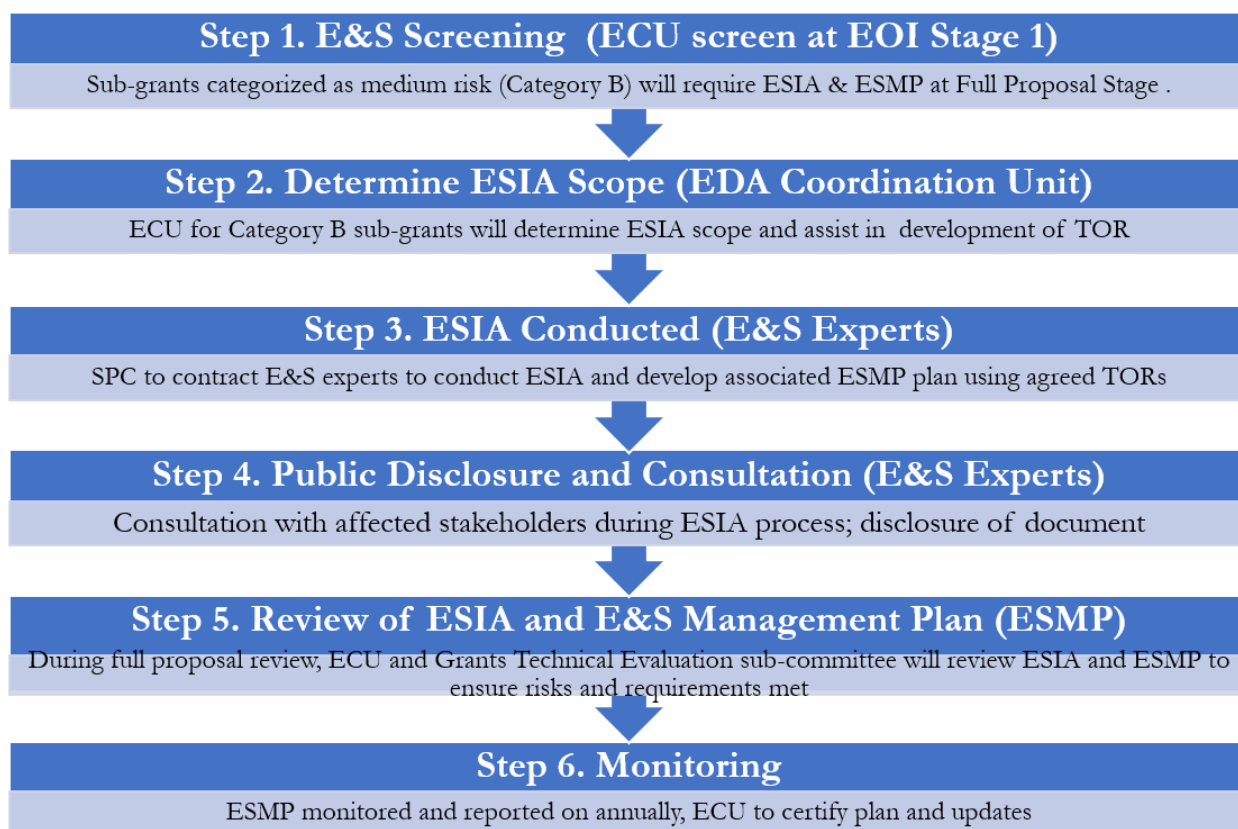 Step 1. E&S Screening (ECU screen at EOI Stage 1)
Sub-grants categorized as medium risk (Category B) will require ESIA & ESMP at Full Proposal Stage .
Step 2. Determine ESIA Scope (EDA Coordination Unit)
ECU for Category B sub-grants will determine ESIA scope and assist in development of TOR
Step 3. ESIA Conducted (E&S Experts)
SPC to contract E&S experts to conduct ESIA and develop associated ESMP plan using agreed TORs
Step 4. Public Disclosure and Consultation (E&S Experts)
Consultation with affected stakeholders during ESIA process; disclosure of document
Step 5. Review of ESIA and E&S Management Plan (ESMP)
During full proposal review, ECU and Grants Technical Evaluation sub-committee will review ESIA and ESMP to
ensure risks and requirements met
Step 6. Monitoring
ESMP monitored and reported on annually, ECU to certify plan and updates